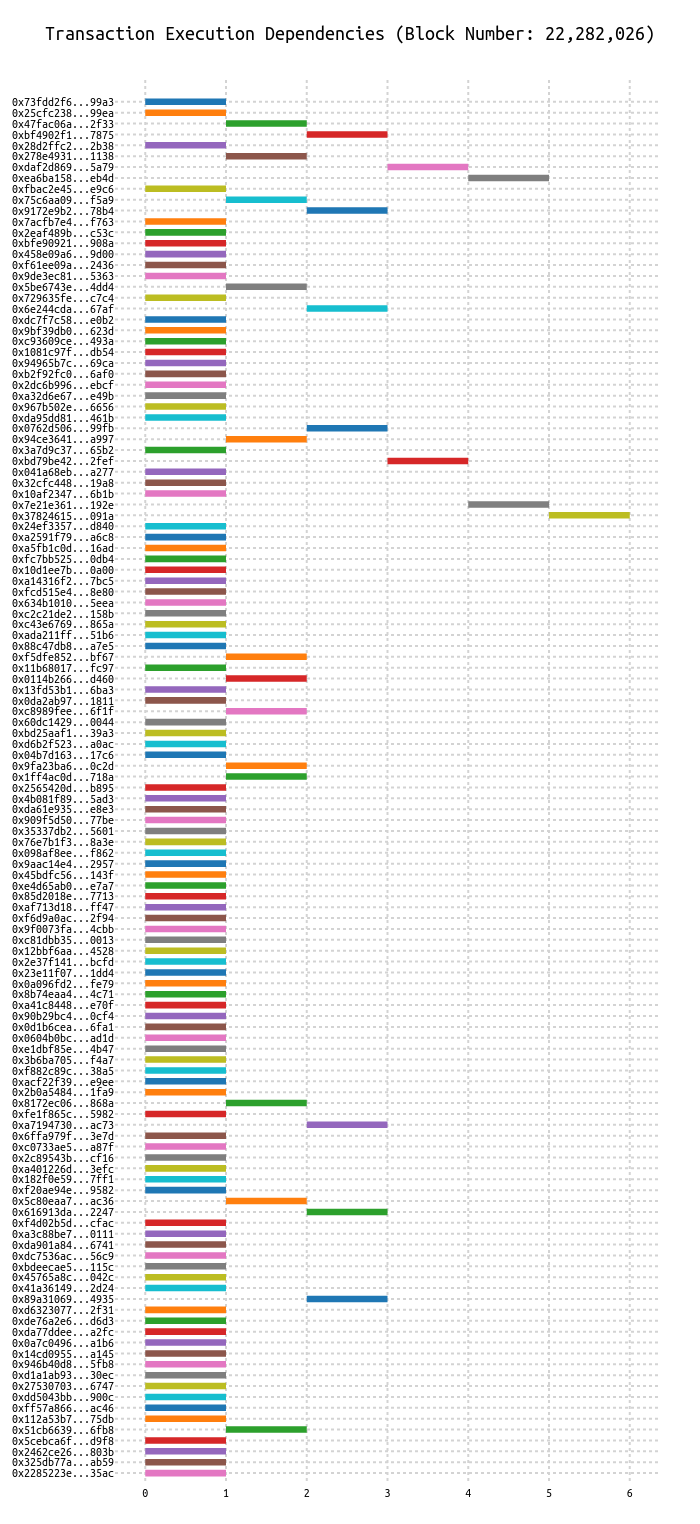 Transaction Execution Dependencies (Block Number: 22,282,026)
0x73fdd2f6...99a3
0x25cfc238...99ea
0x47fac06a...2f33
0xbf4902f1...7875
0x28d2ffc2...2b38
0x278e4931...1138
0xdaf2d869...5a79
0xea6ba158...eb4d
0xfbac2e45...e9c6
0x75c6aa09...f5a9
0x9172e9b2...78b4
0x7acfb7e4...f763
0x2eaf489b...c53c
0xbfe90921...908a
0x458e09a6...9d00
0xf61ee09a...2436
0x9de3ec81...5363
0x5be6743e...4dd4
0x729635fe...c7c4
0x6e244cda...67af
0xdc7f7c58...e0b2
0x9bf39db0...623d
0xc93609ce...493a
0x1081c97f...db54
0x94965b7c...69ca
0xb2f92fc0...6af0
0x2dc6b996...ebcf
0xa32d6e67...e49b
0x967b502e...6656
0xda95dd81...461b
0x0762d506...99fb
0x94ce3641...a997
0x3a7d9c37...65b2
0xbd79be42...2fef
0x041a68eb...a277
0x32cfc448...19a8
0x10af2347...6b1b
0x7e21e361...192e
0x37824615...091a
0x24ef3357...d840
0xa2591f79...a6c8
0xa5fb1c0d...16ad
0xfc7bb525...0db4
0x10d1ee7b...0a00
0xa14316f2...7bc5
0xfcd515e4...8e80
0x634b1010...5eea
0xc2c21de2...158b
0xc43e6769...865a
0xada211ff...51b6
0x88c47db8...a7e5
0xf5dfe852...bf67
0x11b68017...fc97
0x0114b266...d460
0x13fd53b1...6ba3
0x0da2ab97...1811
0xc8989fee...6f1f
0x60dc1429...0044
0xbd25aaf1...39a3
0xd6b2f523...a0ac
0x04b7d163...17c6
0x9fa23ba6...0c2d
0x1ff4ac0d...718a
0x2565420d...b895
0x4b081f89...5ad3
0xda61e935...e8e3
0x909f5d50...77be
0x35337db2...5601
0x76e7b1f3...8a3e
0x098af8ee...f862
0x9aac14e4...2957
0x45bdfc56...143f
0xe4d65ab0...e7a7
0x85d2018e...7713
0xaf713d18...ff47
0xf6d9a0ac...2f94
0x9f0073fa...4cbb
0xc81dbb35...0013
0x12bbf6aa...4528
0x2e37f141...bcfd
0x23e11f07...1dd4
0x0a096fd2...fe79
0x8b74eaa4...4c71
0xa41c8448...e70f
0x90b29bc4...0cf4
0x0d1b6cea...6fa1
0x0604b0bc...ad1d
0xe1dbf85e...4b47
0x3b6ba705...f4a7
0xf882c89c...38a5
0xacf22f39...e9ee
0x2b0a5484...1fa9
0x8172ec06...868a
0xfe1f865c...5982
0xa7194730...ac73
0x6ffa979f...3e7d
0xc0733ae5...a87f
0x2c89543b...cf16
0xa401226d...3efc
0x182f0e59...7ff1
0xf20ae94e...9582
0x5c80eaa7...ac36
0x616913da...2247
0xf4d02b5d...cfac
0xa3c88be7...0111
0xda901a84...6741
0xdc7536ac...56c9
0xbdeecae5...115c
0x45765a8c...042c
0x41a36149...2d24
0x89a31069...4935
0xd6323077...2f31
0xde76a2e6...d6d3
0xda77ddee...a2fc
0x0a7c0496...a1b6
0x14cd0955...a145
0x946b40d8...5fb8
0xd1a1ab93...30ec
0x27530703...6747
0xdd5043bb...900c
0xff57a866...ac46
0x112a53b7...75db
0x51cb6639...6fb8
0x5cebca6f...d9f8
0x2462ce26...803b
0x325db77a...ab59
0x2285223e...35ac
0 1 2 3 4 5 6